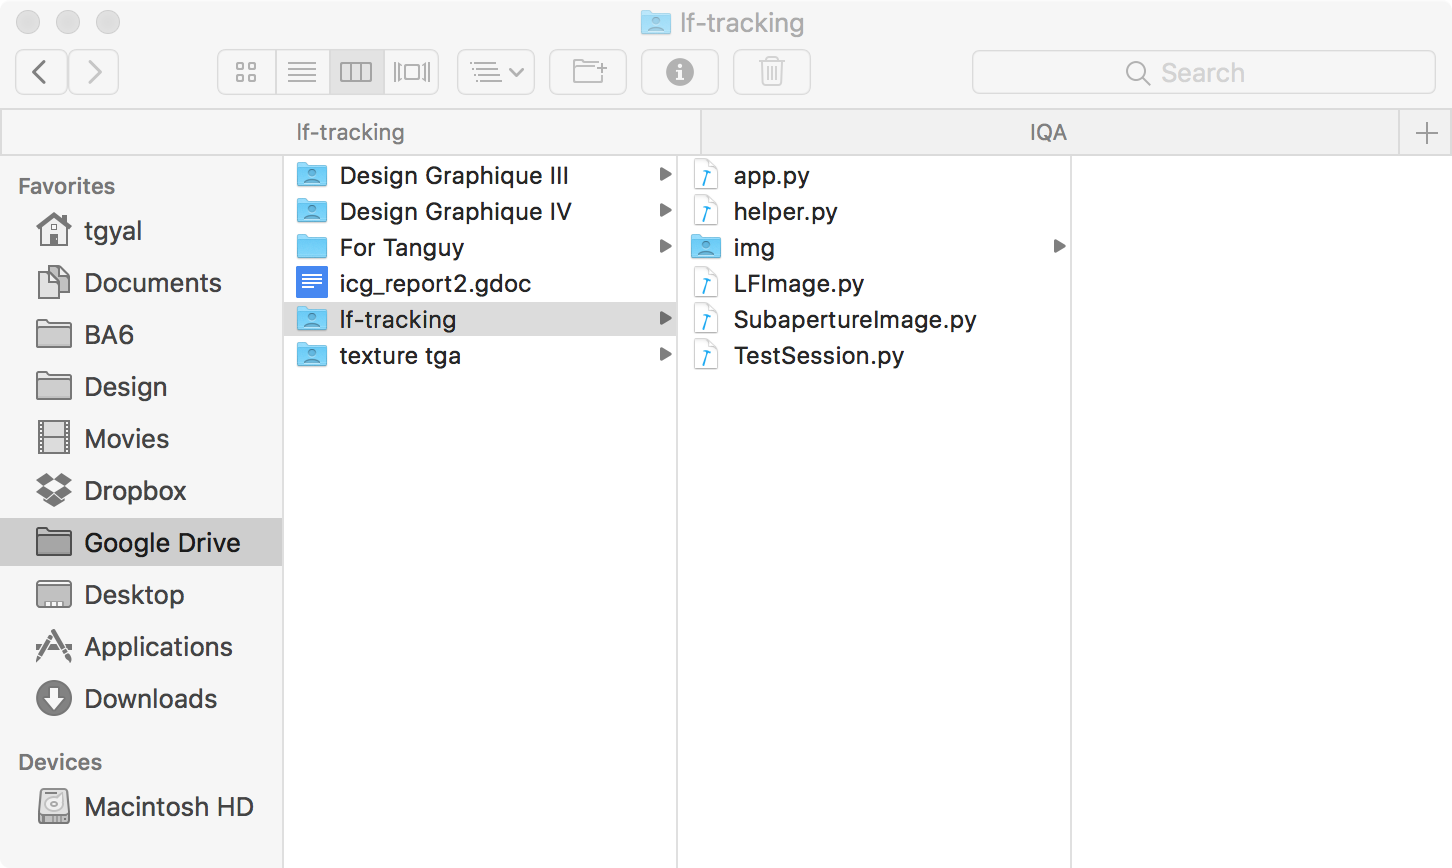 lf-tracking
Search
lf-tracking
IQA
Favorites
tgyal
Documents
BA6
Design
Movies
Dropbox
Google Drive
Desktop
Applications
Downloads
Devices
Macintosh HD
Design Graphique III
Design Graphique IV
For Tanguy
icg_report2.gdoc
lf-tracking
texture tga
app.py
helper.py
img
LFImage.py
SubapertureImage.py
TestSession.py